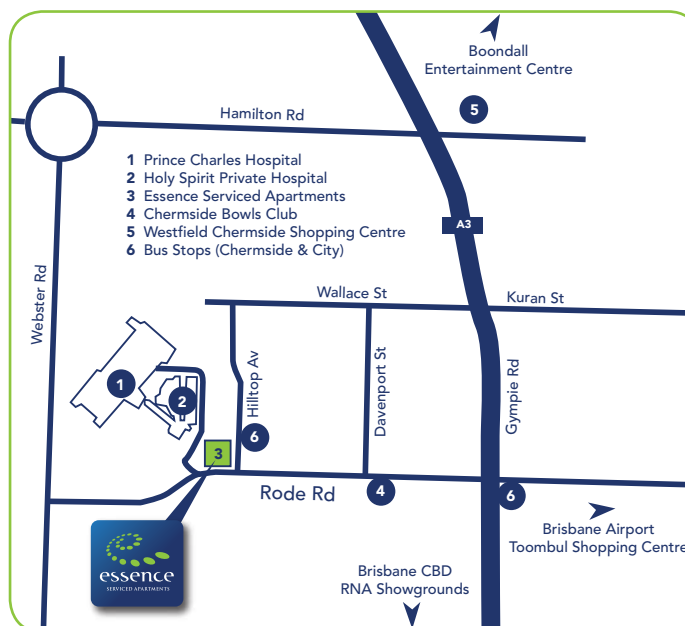 Boondall
Entertainment Centre
5
Hamilton Rd
1 Prince Charles Hospital
2 Holy Spirit Private Hospital
3 Essence Serviced Apartments
4 Chermside Bowls Club
5 Westfield Chermside Shopping Centre
6 Bus Stops (Chermside & City)
A3
Webster Rd
Wallace St
Kuran St
Hilltop Av
Davenport St
Gympie Rd
1
2
6
3
Rode Rd
4
6
Brisbane Airport
Toombul Shopping Centre
essence
SERVICED APARTMENTS
Brisbane CBD
RNA Showgrounds